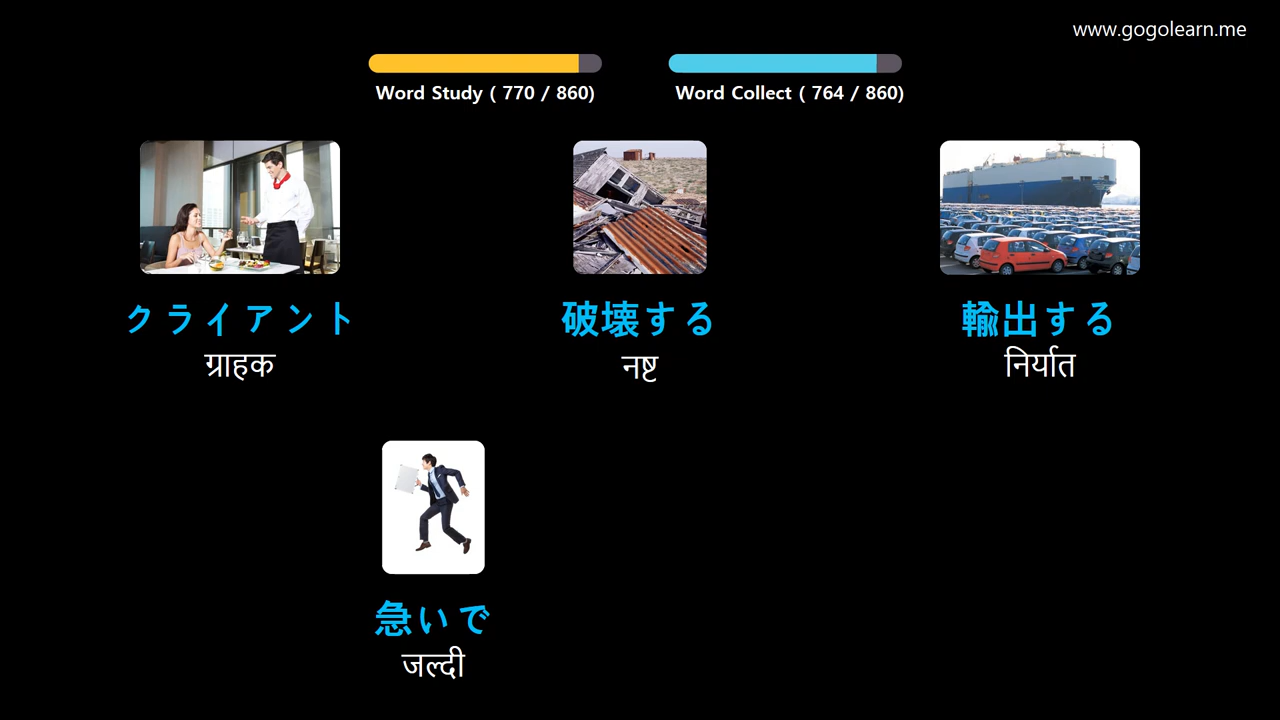 www.gogolearn.me
Word Study ( 770 / 860)
Word Collect ( 764 / 860)
クライアント
ग्राहक
破壊する
नष्ट
輸出する
निर्यात
急いで
जल्दी